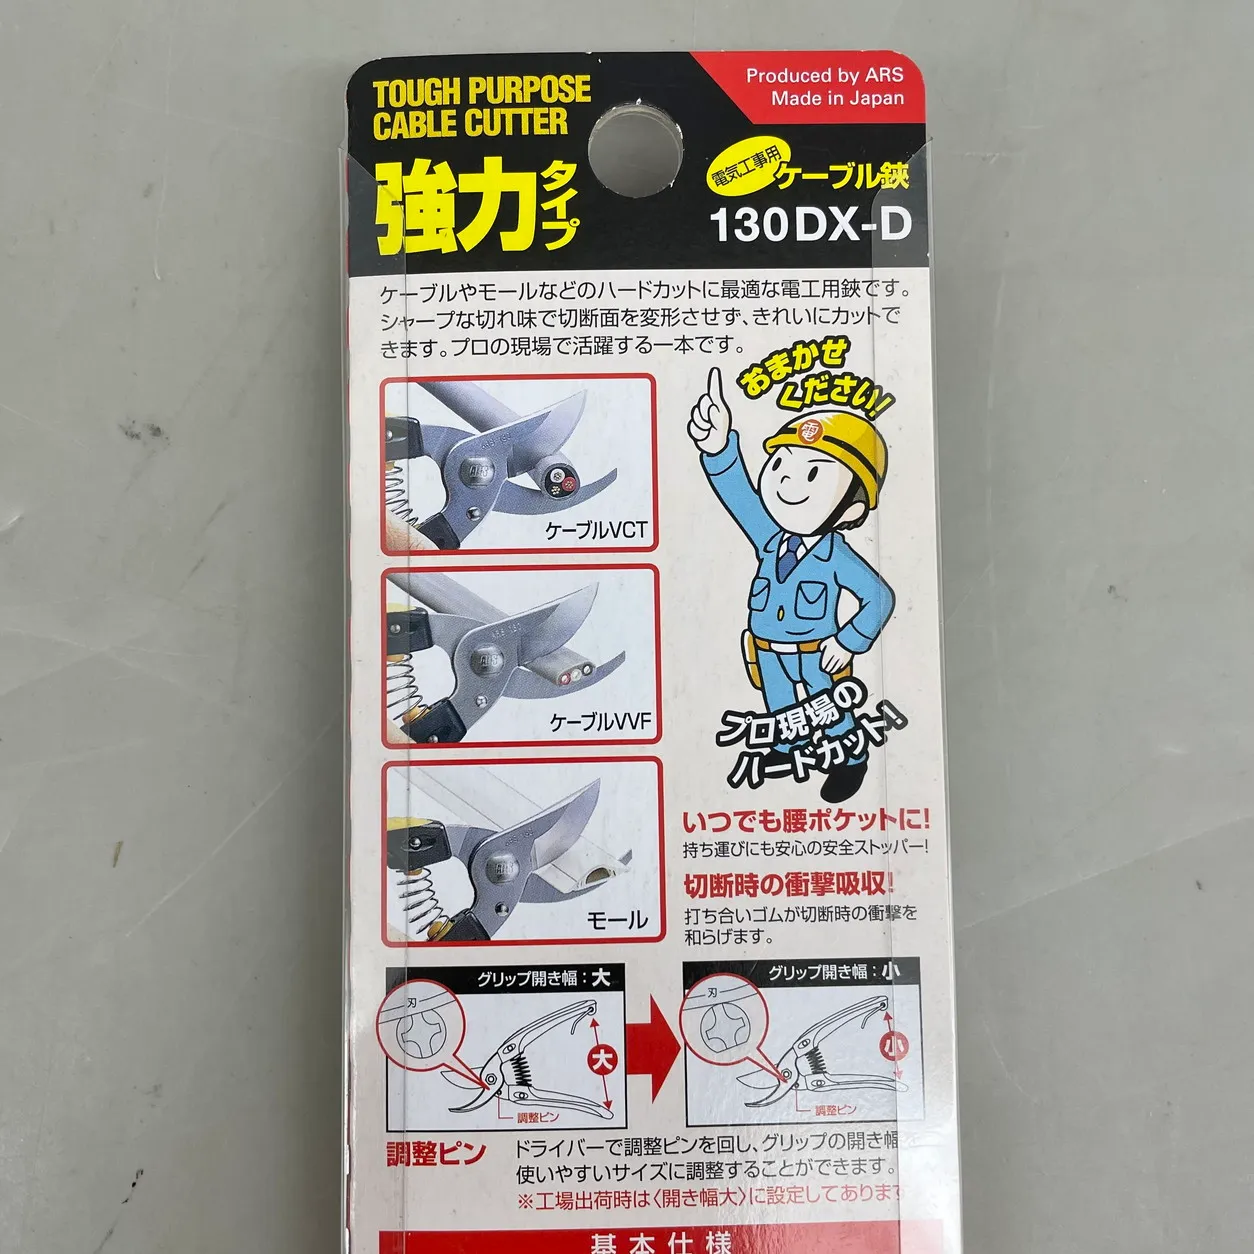 TOUGH PURPOSE
CABLE CUTTER
Produced by ARS
Made in Japan
強力タイプ
電気工事用
ケーブル鋏
130DX-D
ケーブルやモールなどのハードカットに最適な電工用鋏です。
シャープな切れ味で切断面を変形させず、きれいにカットで
きます。プロの現場で活躍する一本です。
おまかせ
ください!
電
ケーブルVCT
ケーブルVVF
モール
プロ現場の
ハードカット!
いつでも腰ポケットに!
持ち運びにも安心の安全ストッパー!
切断時の衝撃吸収!
打ち合いゴムが切断時の衝撃を
和らげます。
グリップ開き幅:大
刃
大
調整ピン
グリップ開き幅:小
刃
小
調整ピン
調整ピン
ドライバーで調整ピンを回し、グリップの開き幅
使いやすいサイズに調整することができます。
※工場出荷時は〈開き幅大〉に設定してあります
基本仕様